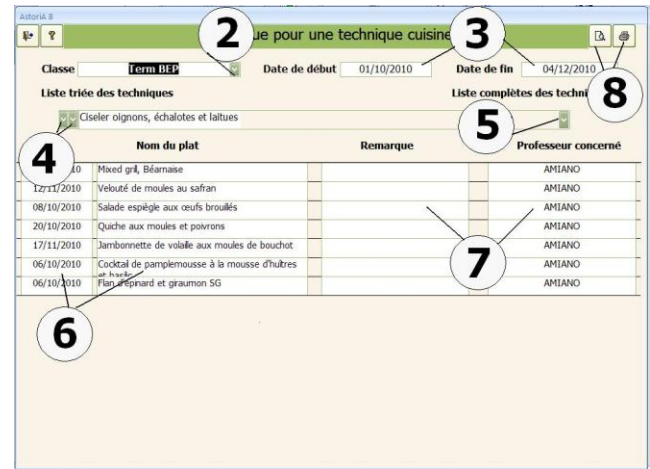 AstoriA 8
?
2
ue pour une technique cuisine
3
Classe Term BEP Date de début 01/10/2010 Date de fin 04/12/2010
8
Liste triée des techniques Liste complètes des
Ciseler oignons, échalotes et laitues
4
5
Nom du plat Remarque Professeur concerné
10 Mixed gril, Béarnaise AMIANO
12/11/2010 Velouté de moules au safran AMIANO
08/10/2010 Salade espiègle aux œufs brouillés AMIANO
20/10/2010 Quiche aux moules et poivrons AMIANO
17/11/2010 Jambonnette de volaille aux moules de bouchot AMIANO
7
06/10/2010 Cocktail de pamplemousse à la mousse d'huîtres AMIANO
et basilic
06/10/2010 Flan d'épinard et giraumon SG AMIANO
6